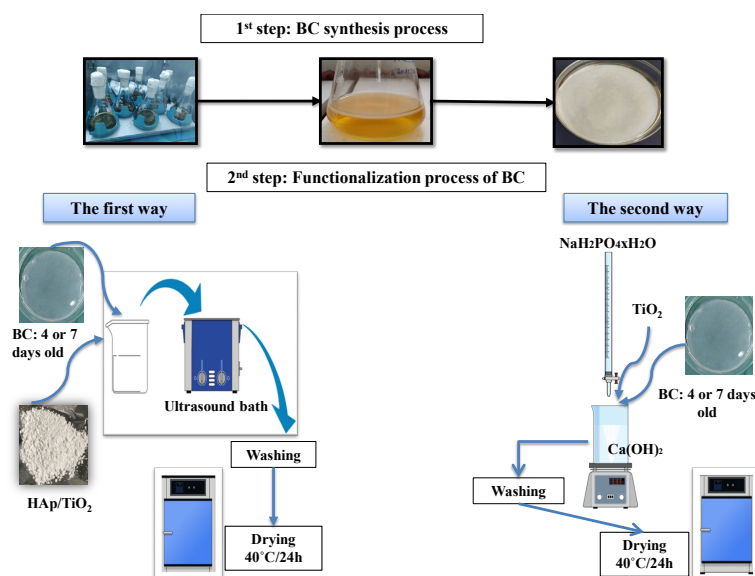 1st step: BC synthesis process
2nd step: Functionalization process of BC
The first way
BC: 4 or 7
days old
Ultrasound bath
HAp/TiO2
Washing
Drying
40°C/24h
The second way
NaH2PO4xH2O
TiO2
BC: 4 or 7 days
old
Ca(OH)2
Washing
Drying
40°C/24h